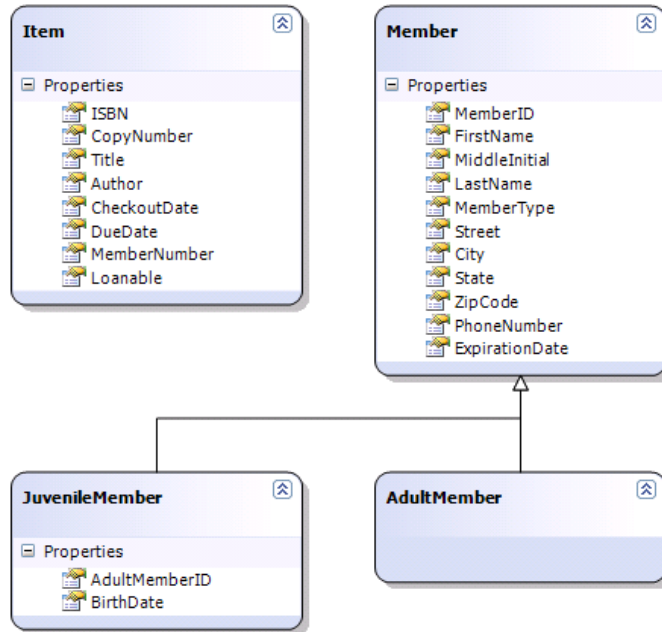 Item
Properties
ISBN
CopyNumber
Title
Author
CheckoutDate
DueDate
MemberNumber
Loanable
Member
Properties
MemberID
FirstName
MiddleInitial
LastName
MemberType
Street
City
State
ZipCode
PhoneNumber
ExpirationDate
JuvenileMember
Properties
AdultMemberID
BirthDate
AdultMember